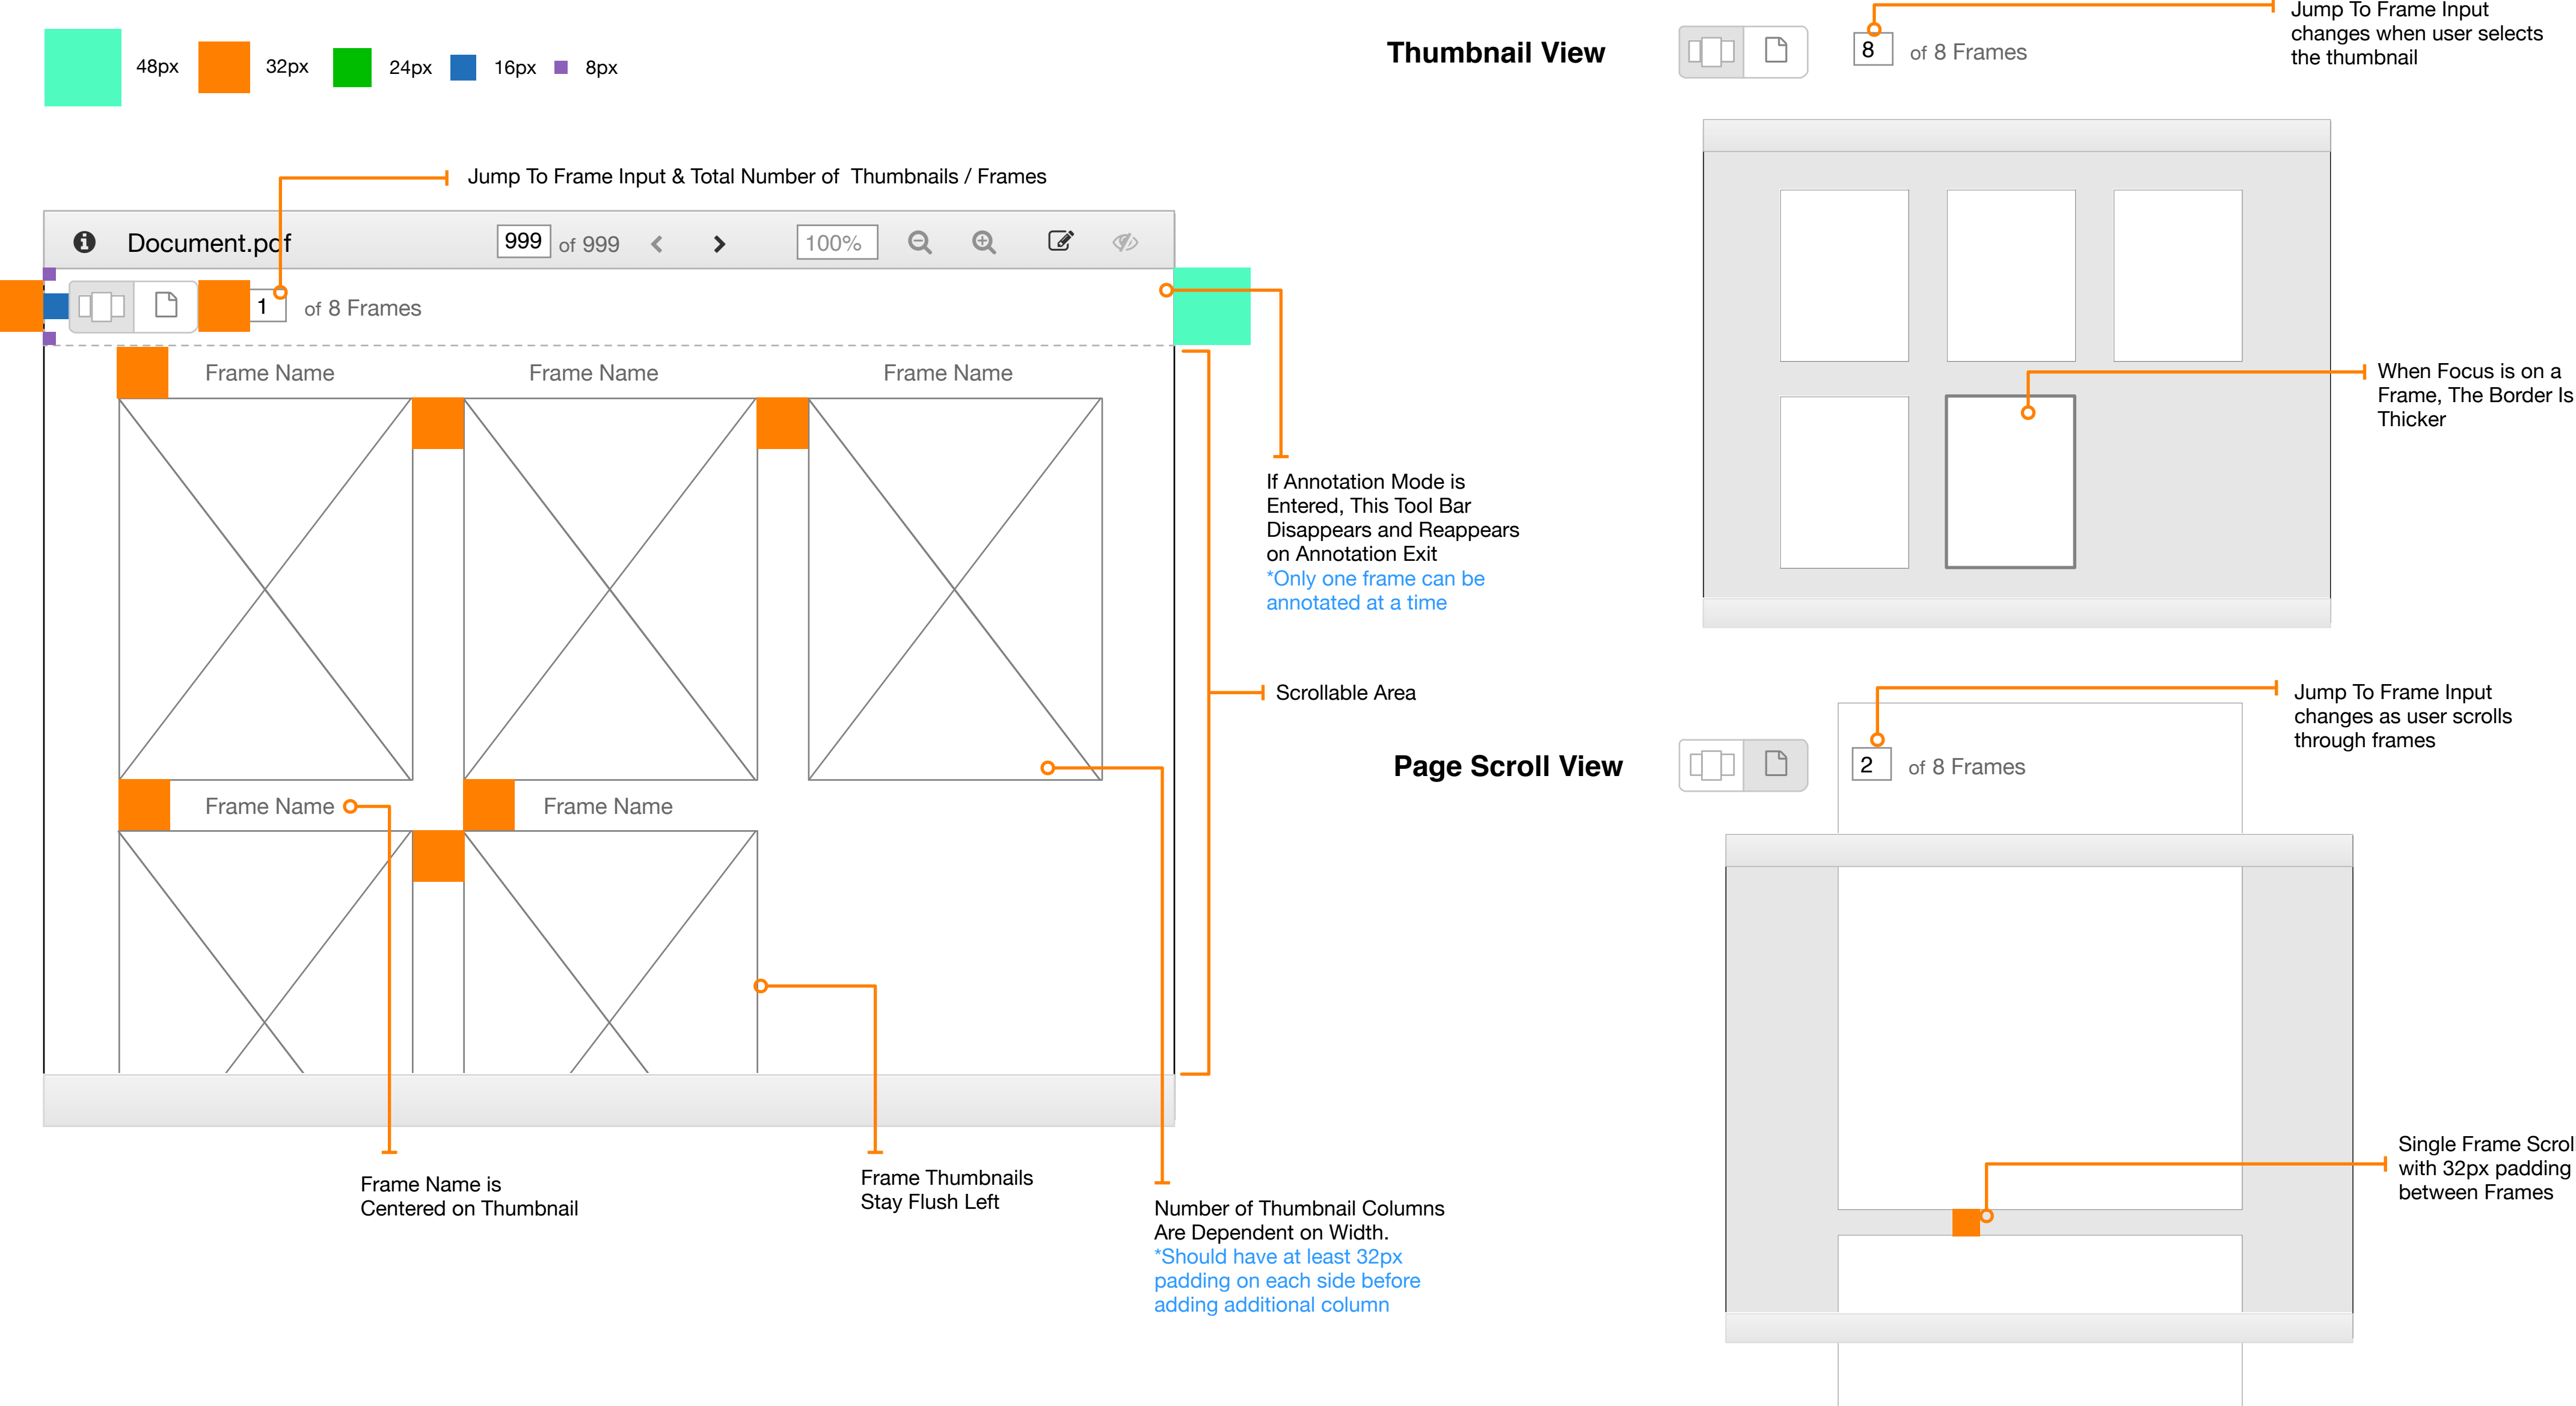 48px
32px
24px
16px
8px
Jump To Frame Input & Total Number of Thumbnails / Frames
Document.pdf
999 of 999
100%
1 of 8 Frames
Frame Name
Frame Name
Frame Name
Frame Name
Frame Name
If Annotation Mode is
Entered, This Tool Bar
Disappears and Reappears
on Annotation Exit
*Only one frame can be
annotated at a time
Scrollable Area
Frame Name is
Centered on Thumbnail
Frame Thumbnails
Stay Flush Left
Number of Thumbnail Columns
Are Dependent on Width.
*Should have at least 32px
padding on each side before
adding additional column
Thumbnail View
8 of 8 Frames
Jump To Frame Input
changes when user selects
the thumbnail
When Focus is on a
Frame, The Border Is
Thicker
Page Scroll View
2 of 8 Frames
Jump To Frame Input
changes as user scrolls
through frames
Single Frame Scrol
with 32px padding
between Frames